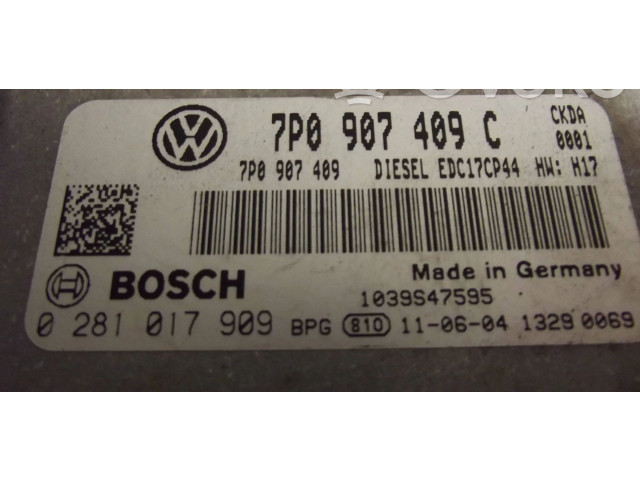 7P0 907 409 C CKDA
0001
7P0 907 409 DIESEL EDC17CP44 HW: H17
BOSCH Made in Germany
1039S47595
0 281 017 909 BPG 810 11-06-04 1329 0069